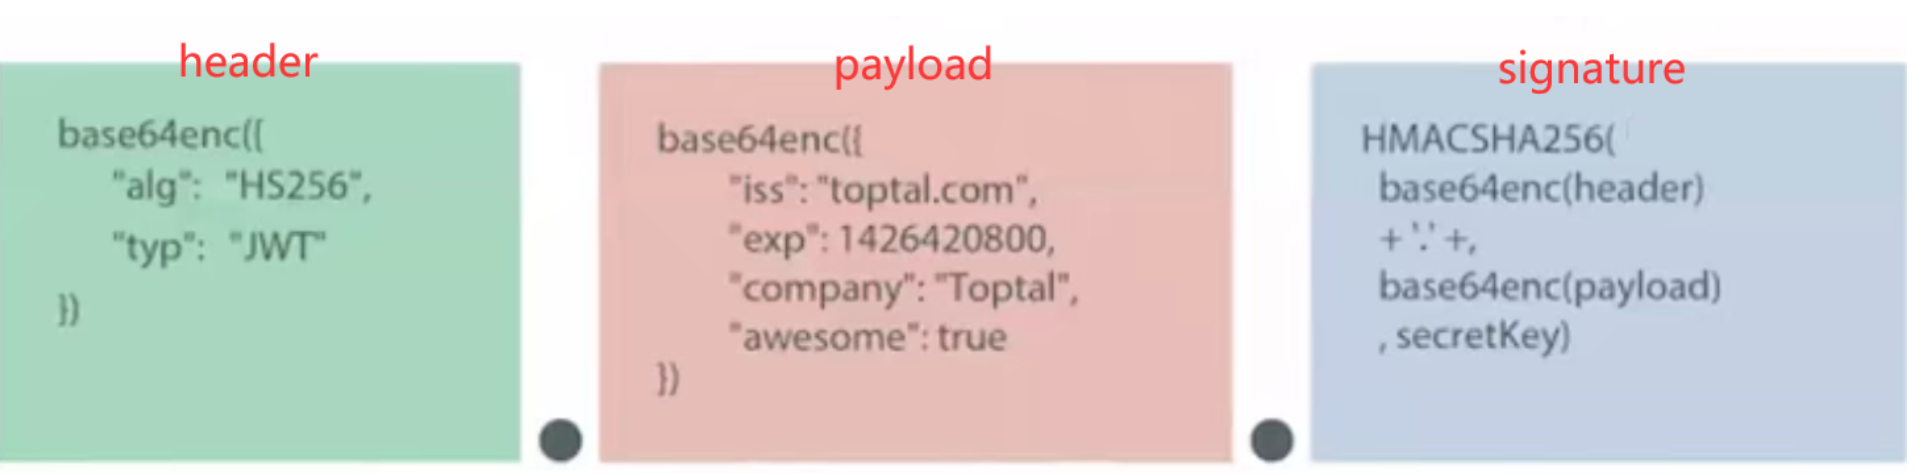 header
base64enc({
"alg": "HS256",
"typ": "JWT"
})
payload
base64enc({
"iss": "toptal.com",
"exp": 1426420800,
"company": "Toptal",
"awesome": true
})
signature
HMACSHA256(
base64enc(header)
+ '.' +,
base64enc(payload)
, secretKey)